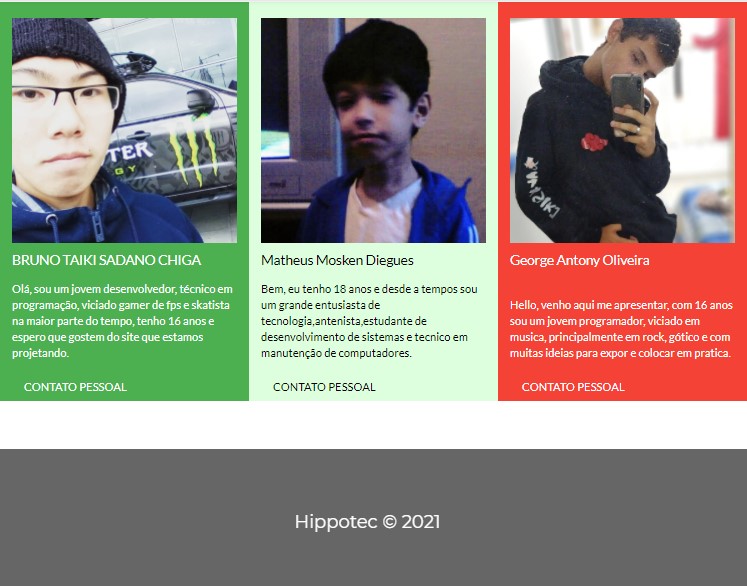 TER
GY
CHIRANHA
BRUNO TAIKI SADANO CHIGA
Olá, sou um jovem desenvolvedor, técnico em
programação, viciado gamer de fps e skatista
na maior parte do tempo, tenho 16 anos e
espero que gostem do site que estamos
projetando.
CONTATO PESSOAL
Matheus Mosken Diegues
Bem, eu tenho 18 anos e desde a tempos sou
um grande entusiasta de
tecnologia,antenista,estudante de
desenvolvimento de sistemas e tecnico em
manutenção de computadores.
CONTATO PESSOAL
George Antony Oliveira
Hello, venho aqui me apresentar, com 16 anos
sou um jovem programador, viciado em
musica, principalmente em rock, gótico e com
muitas ideias para expor e colocar em pratica.
CONTATO PESSOAL
Hippotec © 2021